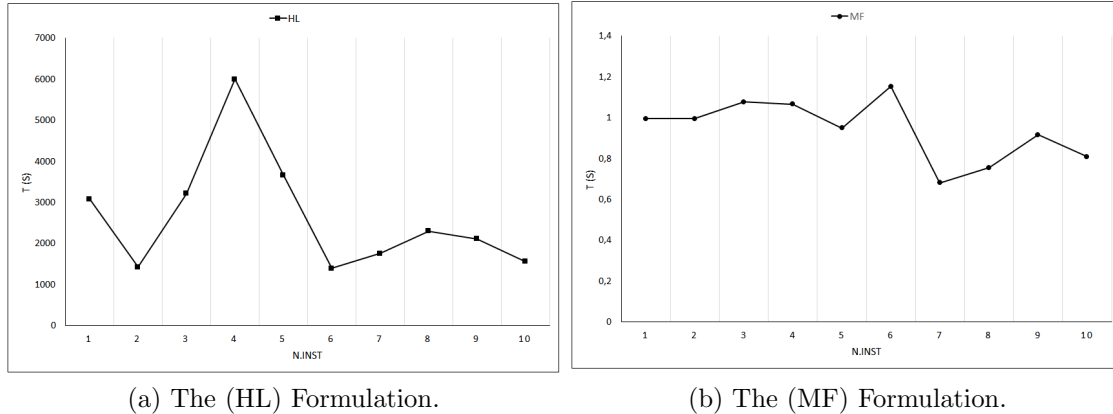 HL
7000
6000
5000
4000
3000
2000
1000
0
T (S)
1 2 3 4 5 6 7 8 9 10
N.INST
(a) The (HL) Formulation.
MF
1,4
1,2
1
0,8
0,6
0,4
0,2
0
T (S)
1 2 3 4 5 6 7 8 9 10
N.INST
(b) The (MF) Formulation.